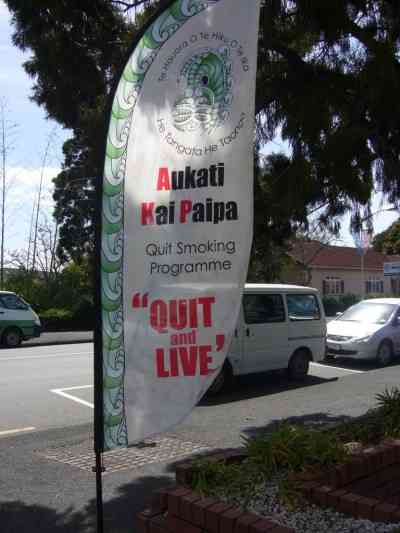 Te Hauora O Te Hiku O Te Ika
He Tangata He Taonga
Aukati
Kai Paipa
Quit Smoking
Programme
"QUIT
and
LIVE"